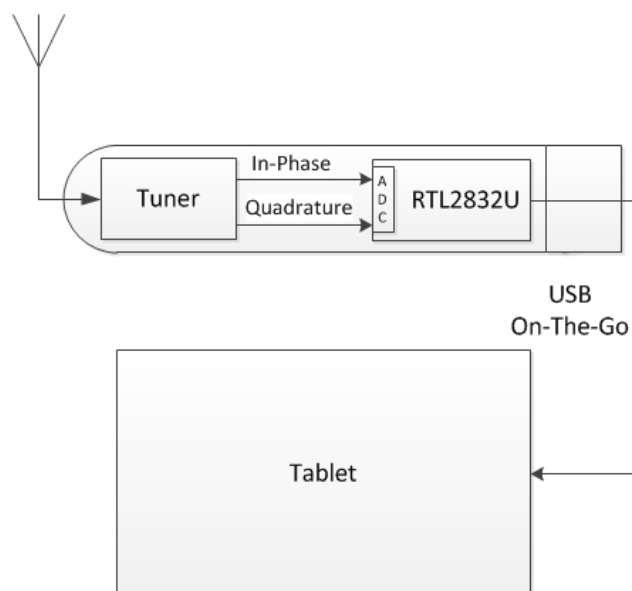 In-Phase
Tuner
Quadrature
A
D
C
RTL2832U
USB
On-The-Go
Tablet